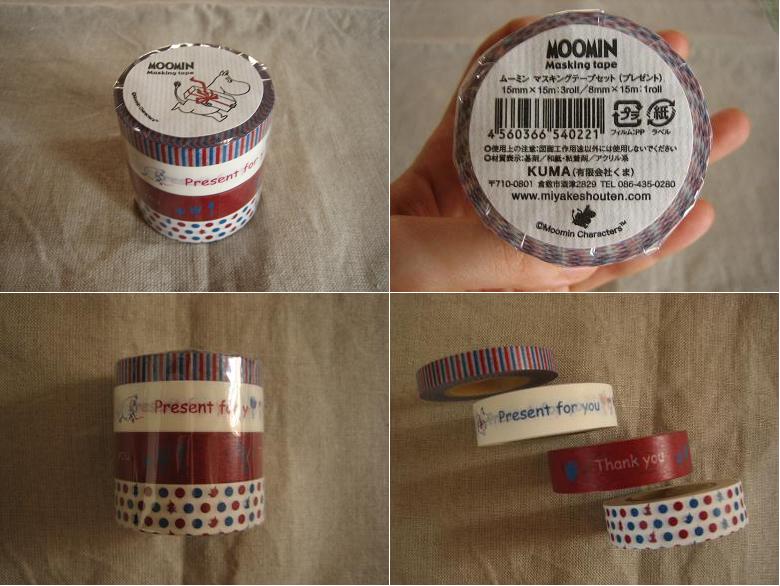 MOOMIN
Masking tape
Present for
MOOMIN
Masking tape
ムーミン マスキングテープセット (プレゼント)
15mm×15m:3roll/8mm×15m:1roll
4 560366 540221
プラ
紙
フィルム:PP
ラベル
◎使用上の注意:図画工作用途以外には使用しないでください
◎材質表示:基剤/和紙・粘着剤/アクリル系
KUMA(有限会社くま)
〒710-0801 倉敷市酒津2829 TEL 086-435-0280
www.miyakeshouten.com
©Moomin Characters™
Present for y
you
Present for you
Thank you